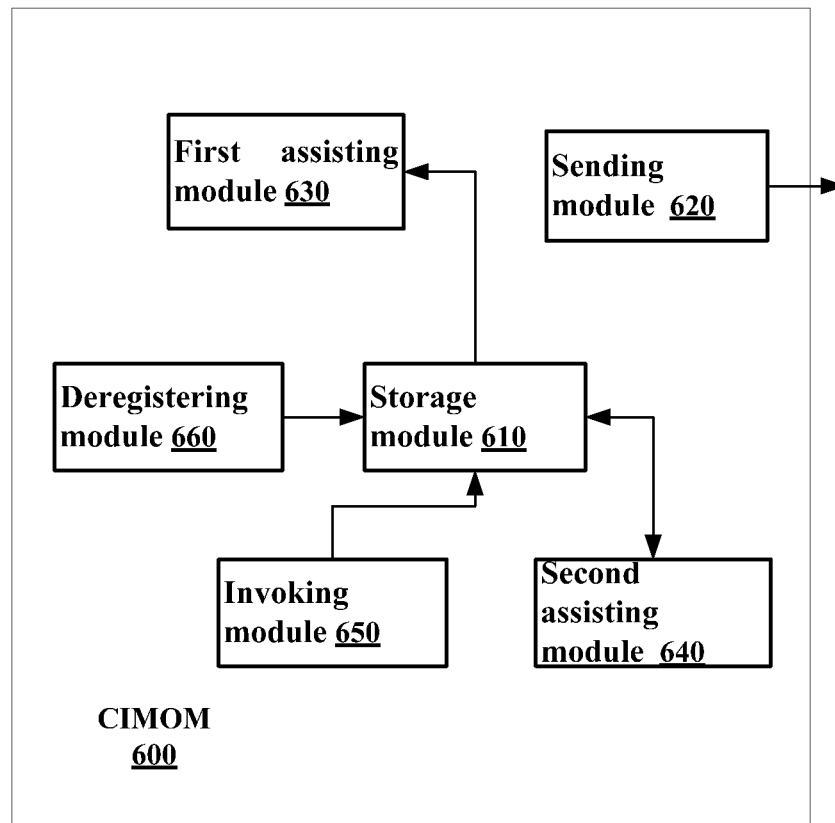 First assisting
module 630
Sending
module 620
Deregistering
module 660
Storage
module 610
Invoking
module 650
Second
assisting
module 640
CIMOM
600